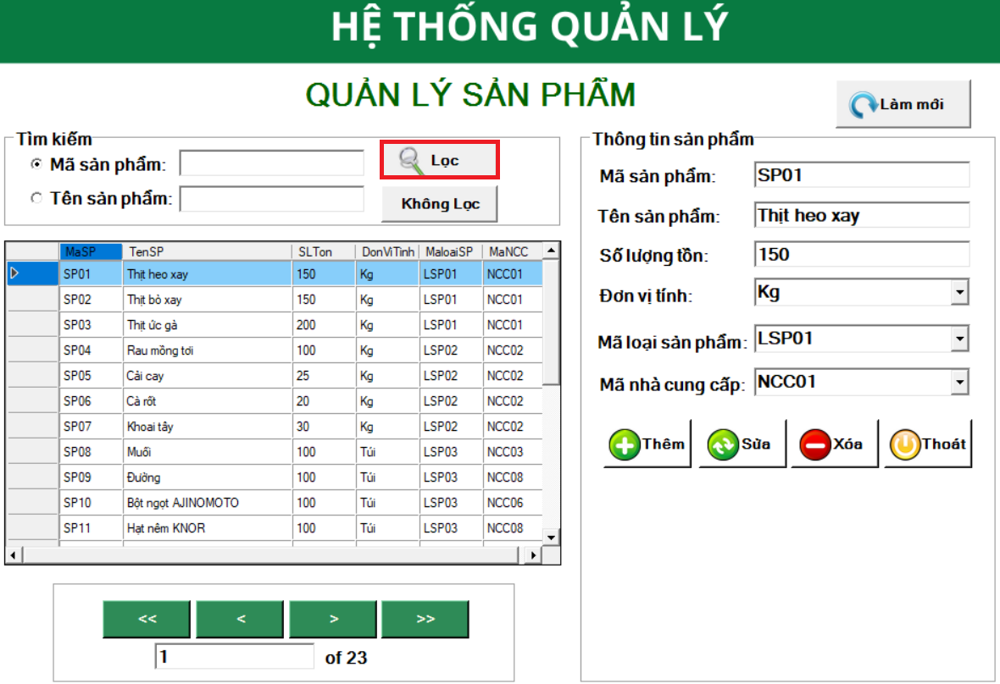 HỆ THỐNG QUẢN LÝ
QUẢN LÝ SẢN PHẨM
Làm mới
Tìm kiếm
Mã sản phẩm:
Lọc
Tên sản phẩm:
Không Lọc
MaSP TenSP SLTon DonViTinh MaloaiSP MaNCC
SP01 Thịt heo xay 150 Kg LSP01 NCC01
SP02 Thịt bò xay 150 Kg LSP01 NCC01
SP03 Thịt ức gà 200 Kg LSP01 NCC01
SP04 Rau mồng tơi 100 Kg LSP02 NCC02
SP05 Cải cay 25 Kg LSP02 NCC02
SP06 Cà rốt 20 Kg LSP02 NCC02
SP07 Khoai tây 30 Kg LSP02 NCC02
SP08 Muối 100 Túi LSP03 NCC03
SP09 Đường 100 Túi LSP03 NCC08
SP10 Bột ngọt AJINOMOTO 100 Túi LSP03 NCC06
SP11 Hạt nêm KNOR 100 Túi LSP03 NCC08
<< < > >>
1 of 23
Thông tin sản phẩm
Mã sản phẩm: SP01
Tên sản phẩm: Thịt heo xay
Số lượng tồn: 150
Đơn vị tính: Kg
Mã loại sản phẩm: LSP01
Mã nhà cung cấp: NCC01
Thêm Sửa Xóa Thoát